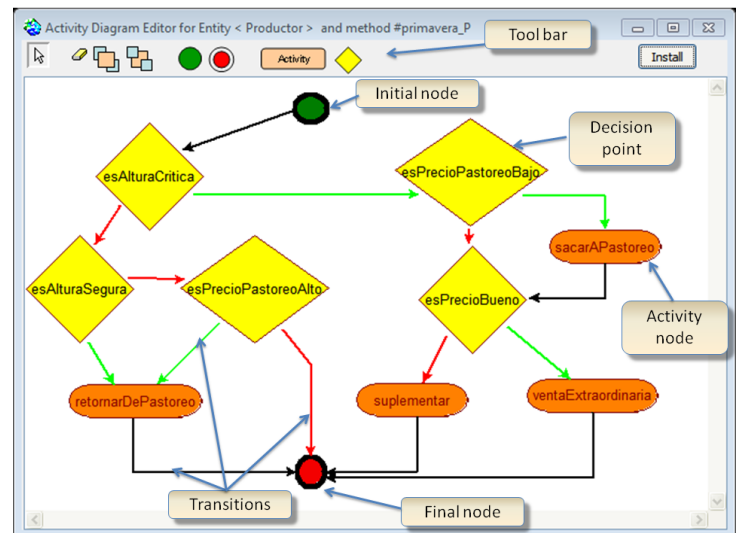 Activity Diagram Editor for Entity < Productor > and method #primavera_P
Tool bar
Activity
Install
Initial node
Decision
point
esAlturaCritica
esPrecioPastoreoBajo
sacarAPastoreo
esAlturaSegura
esPrecioPastoreoAlto
esPrecioBueno
Activity
node
retornarDePastoreo
suplementar
ventaExtraordinaria
Transitions
Final node